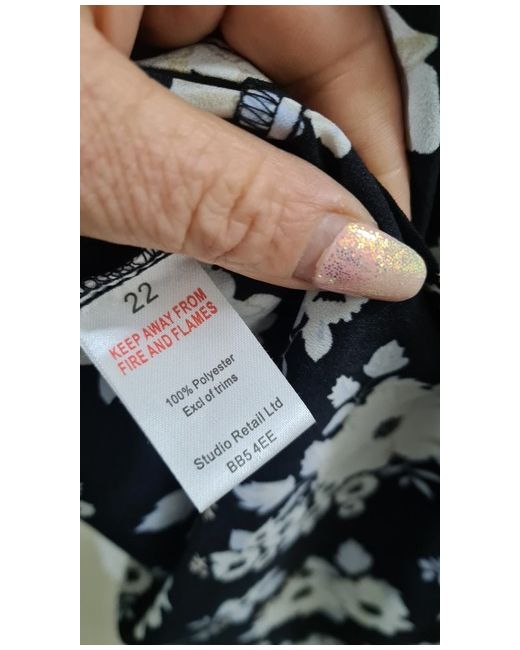 22
KEEP AWAY FROM
FIRE AND FLAMES
100% Polyester
Excl of trims
Studio Retail Ltd
BB5 4EE